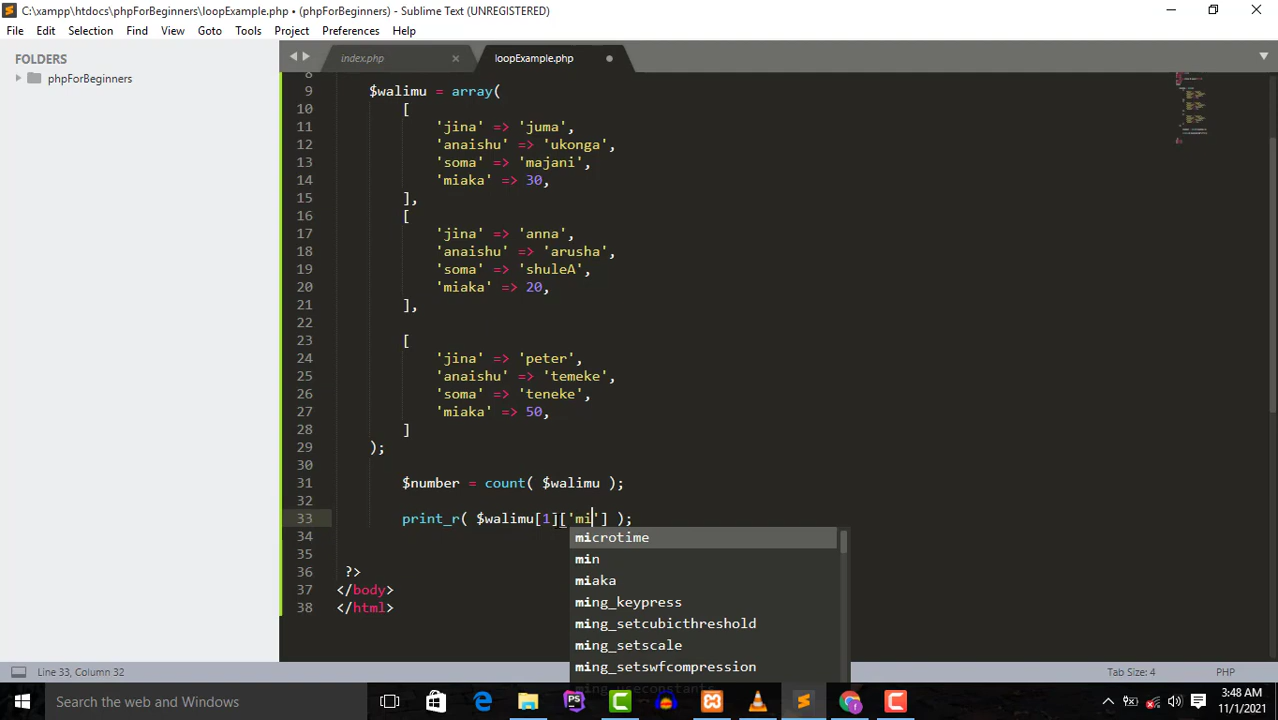 C:\xampp\htdocs\phpForBeginners\loopExample.php • (phpForBeginners) - Sublime Text (UNREGISTERED)
File Edit Selection Find View Goto Tools Project Preferences Help
FOLDERS
phpForBeginners
index.php
loopExample.php
8
9 $walimu = array(
10 [
11 'jina' => 'juma',
12 'anaishu' => 'ukonga',
13 'soma' => 'majani',
14 'miaka' => 30,
15 ],
16 [
17 'jina' => 'anna',
18 'anaishu' => 'arusha',
19 'soma' => 'shuleA',
20 'miaka' => 20,
21 ],
22
23 [
24 'jina' => 'peter',
25 'anaishu' => 'temeke',
26 'soma' => 'teneke',
27 'miaka' => 50,
28 ]
29 );
30
31 $number = count( $walimu );
32
33 print_r( $walimu[1]['mi'] );
34
35
36 ?>
37 </body>
38 </html>
microtime
min
miaka
ming_keypress
ming_setcubicthreshold
ming_setscale
ming_setswfcompression
ming_useconstants
Line 33, Column 32
Tab Size: 4
PHP
Search the web and Windows
3:48 AM
11/1/2021